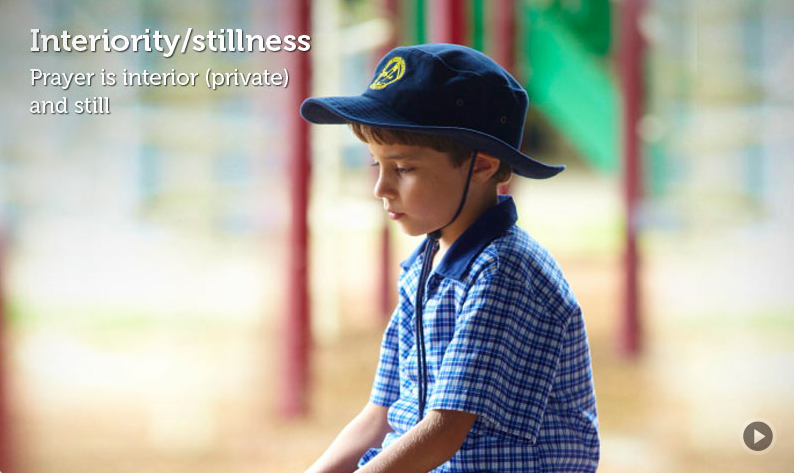 Interiority/stillness
Prayer is interior (private)
and still